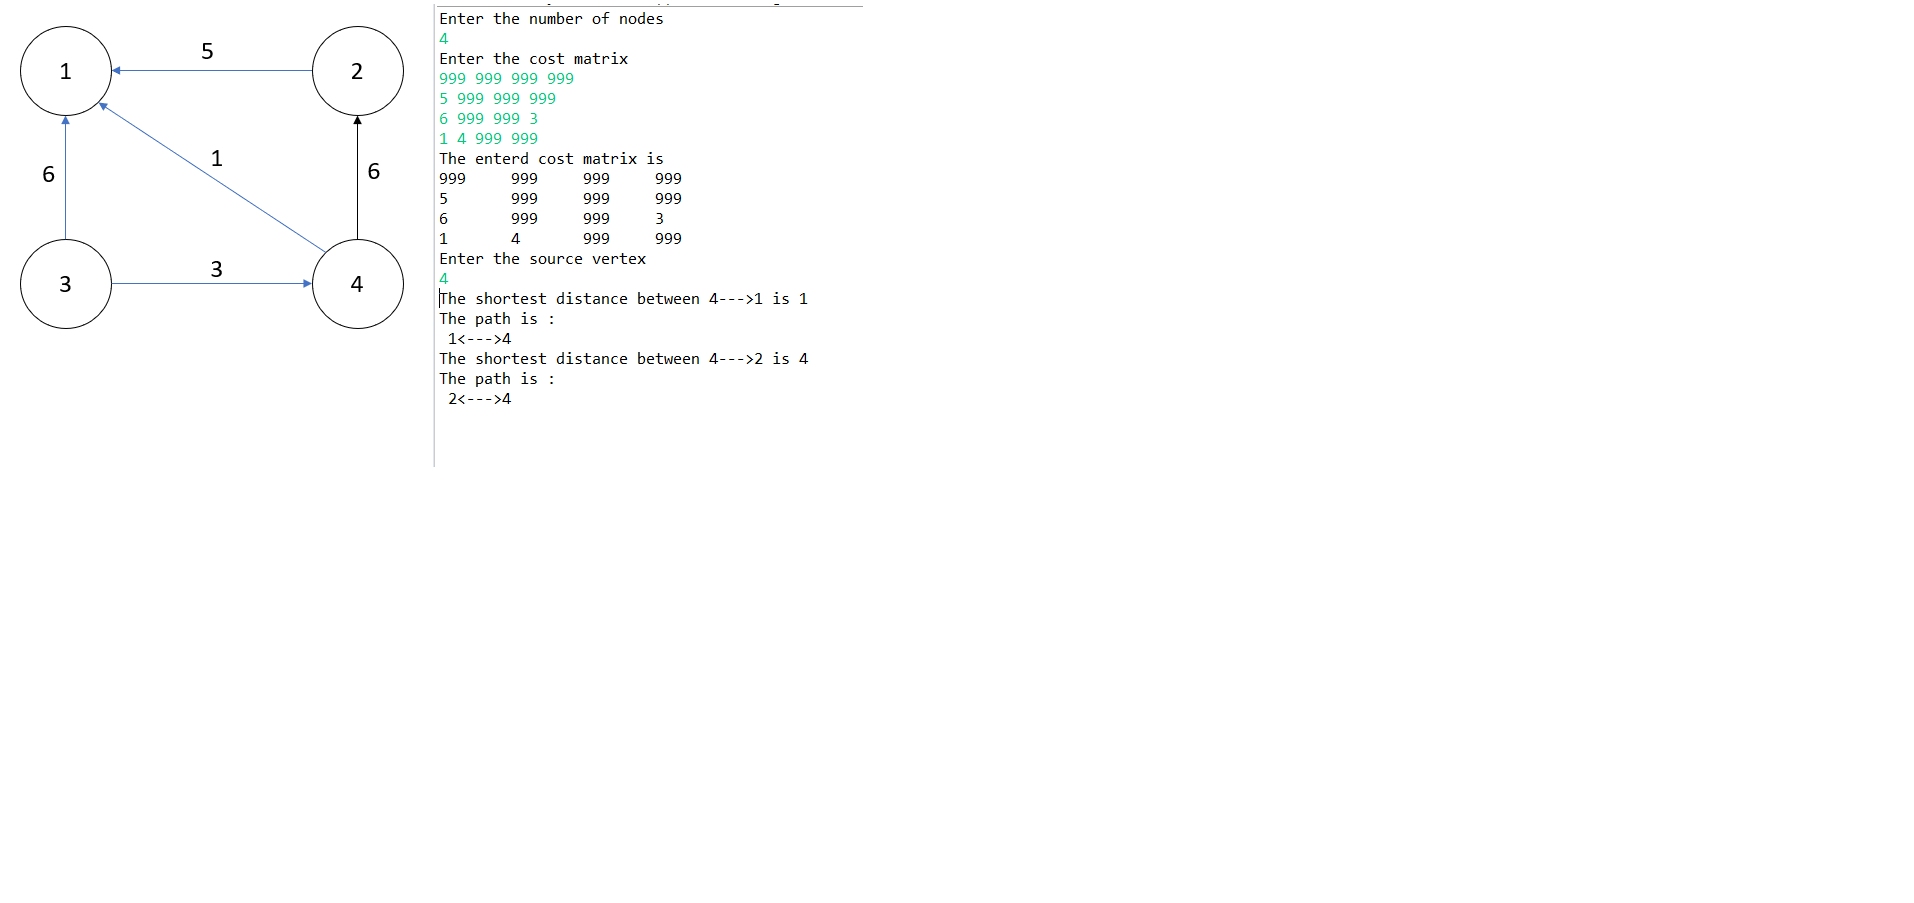 5
1
2
1
6
6
3
3
4
Enter the number of nodes
4
Enter the cost matrix
999 999 999 999
5 999 999 999
6 999 999 3
1 4 999 999
The enterd cost matrix is
999 999 999 999
5 999 999 999
6 999 999 3
1 4 999 999
Enter the source vertex
4
The shortest distance between 4--->1 is 1
The path is :
1<--->4
The shortest distance between 4--->2 is 4
The path is :
2<--->4